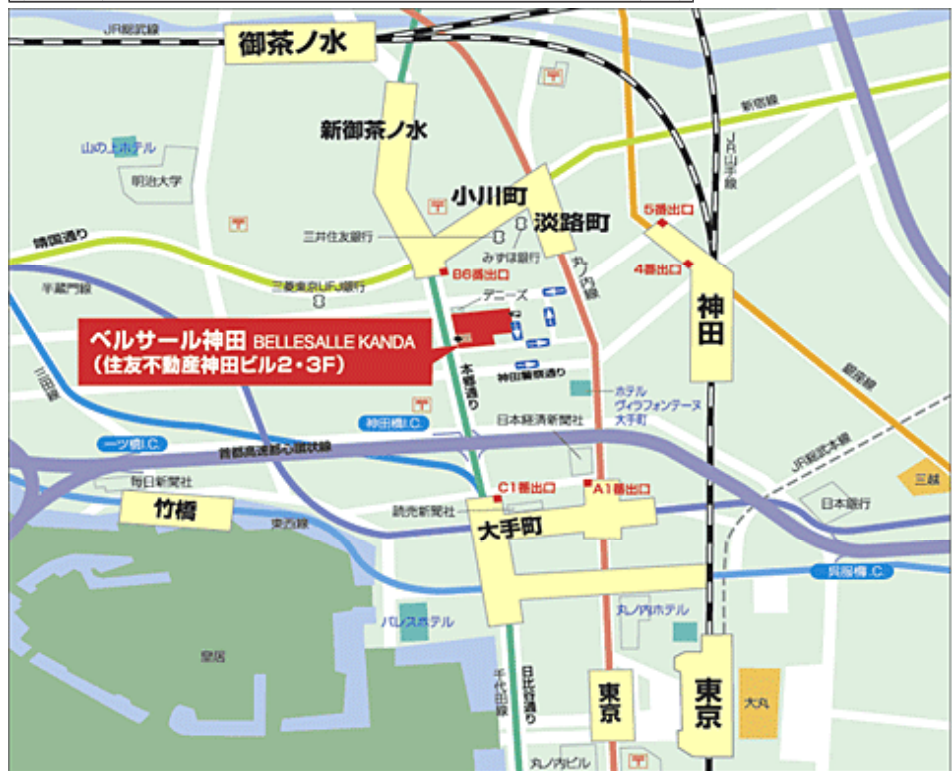 JR総武線
御茶ノ水
新宿線
新御茶ノ水
JR山手線
山の上ホテル
明治大学
小川町
淡路町
5番出口
三井住友銀行
みずほ銀行
靖国通り
B6番出口
丸ノ内線
4番出口
半蔵門線
三菱東京UFJ銀行
デニーズ
神田
ベルサール神田 BELLESALLE KANDA
(住友不動産神田ビル2・3F)
本郷通り
神田警察通り
銀座線
ホテル
ヴィラフォンテーヌ
大手町
神田橋I.C.
日本経済新聞社
一ツ橋I.C.
首都高速都心環状線
JR総武本線
三越
毎日新聞社
C1番出口
A1番出口
竹橋
東西線
読売新聞社
大手町
日本銀行
呉服橋I.C.
パレスホテル
丸ノ内ホテル
皇居
千代田線
日比谷通り
東京
東京
大丸
丸ノ内ビル